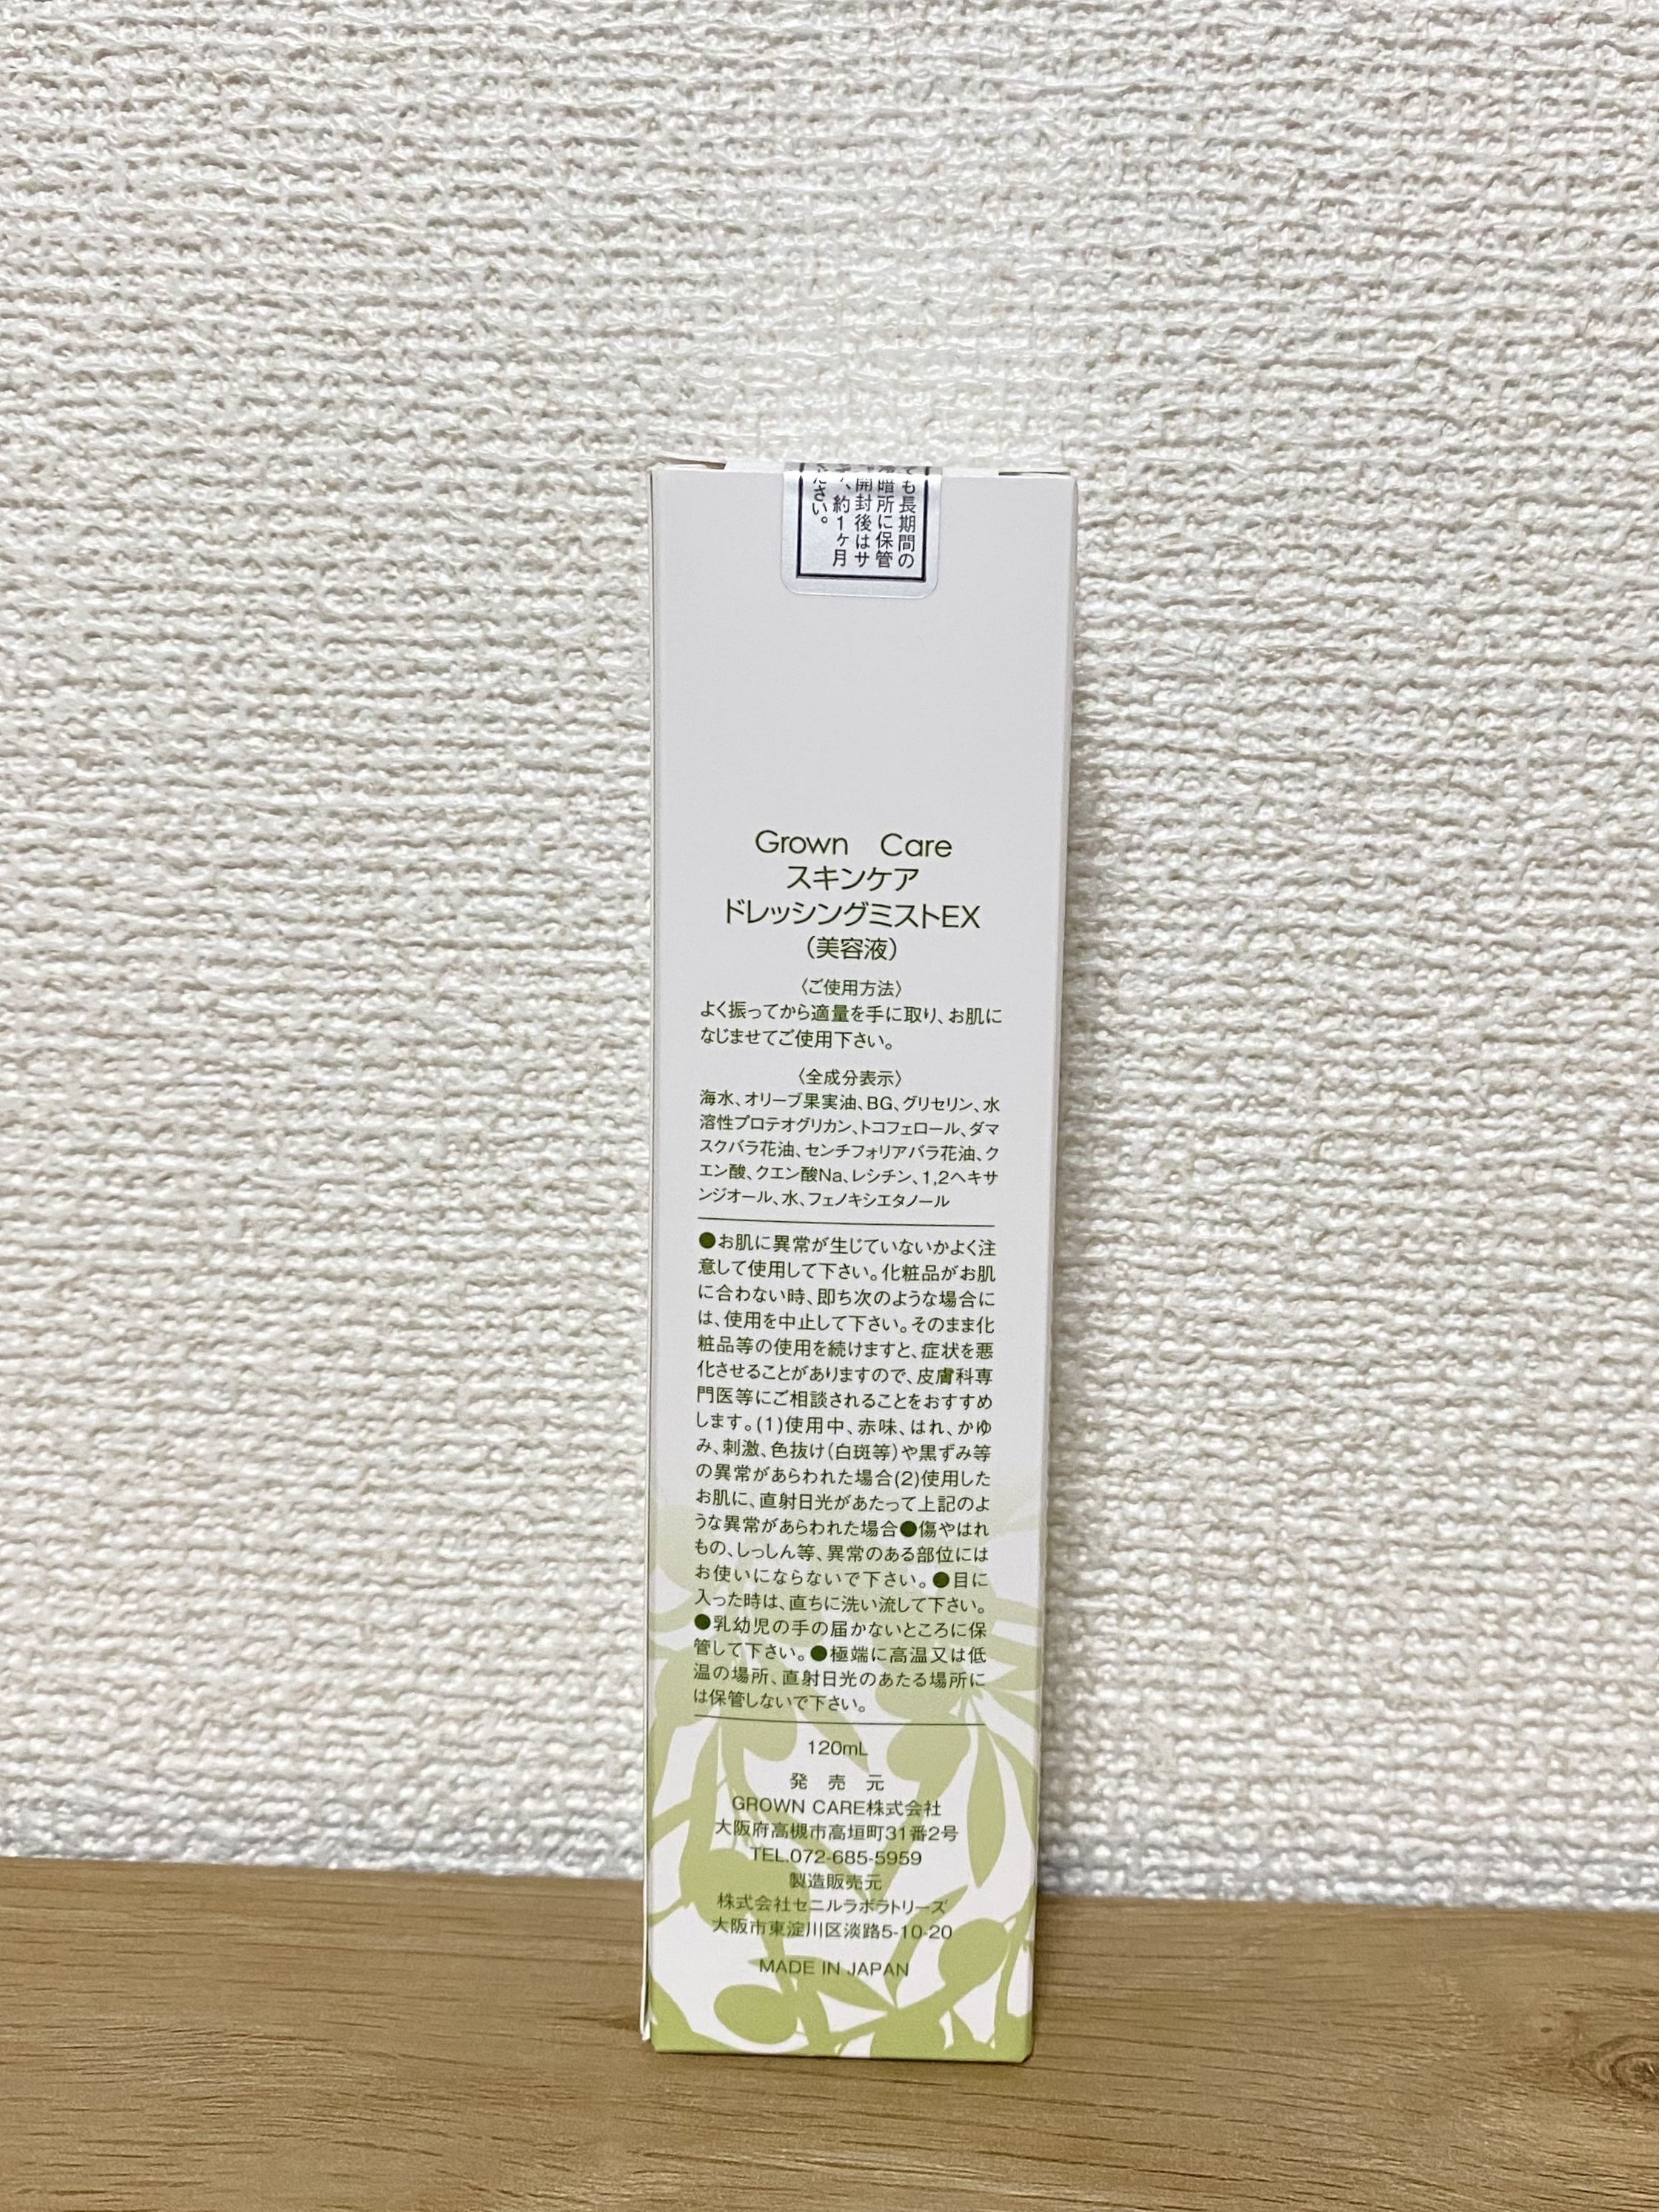 ても長期間の
暗所に保管
開封後はサ
、約1ヶ月
ださい。
Grown Care
スキンケア
ドレッシングミストEX
（美容液）
〈ご使用方法〉
よく振ってから適量を手に取り、お肌に
なじませてご使用下さい。
〈全成分表示〉
海水、オリーブ果実油、BG、グリセリン、水
溶性プロテオグリカン、トコフェロール、ダマ
スクバラ花油、センチフォリアバラ花油、ク
エン酸、クエン酸Na、レシチン、1,2ヘキサ
ンジオール、水、フェノキシエタノール
●お肌に異常が生じていないかよく注
意して使用して下さい。化粧品がお肌
に合わない時、即ち次のような場合に
は、使用を中止して下さい。そのまま化
粧品等の使用を続けますと、症状を悪
化させることがありますので、皮膚科専
門医等にご相談されることをおすすめ
します。(1)使用中、赤味、はれ、かゆ
み、刺激、色抜け（白斑等）や黒ずみ等
の異常があらわれた場合(2)使用した
お肌に、直射日光があたって上記のよ
うな異常があらわれた場合●傷やはれ
もの、しっしん等、異常のある部位には
お使いにならないで下さい。●目に
入った時は、直ちに洗い流して下さい。
●乳幼児の手の届かないところに保
管して下さい。●極端に高温又は低
温の場所、直射日光のあたる場所に
は保管しないで下さい。
120mL
発 売 元
GROWN CARE株式会社
大阪府高槻市高垣町31番2号
TEL.072-685-5959
製造販売元
株式会社セニルラボラトリーズ
大阪市東淀川区淡路5-10-20
MADE IN JAPAN